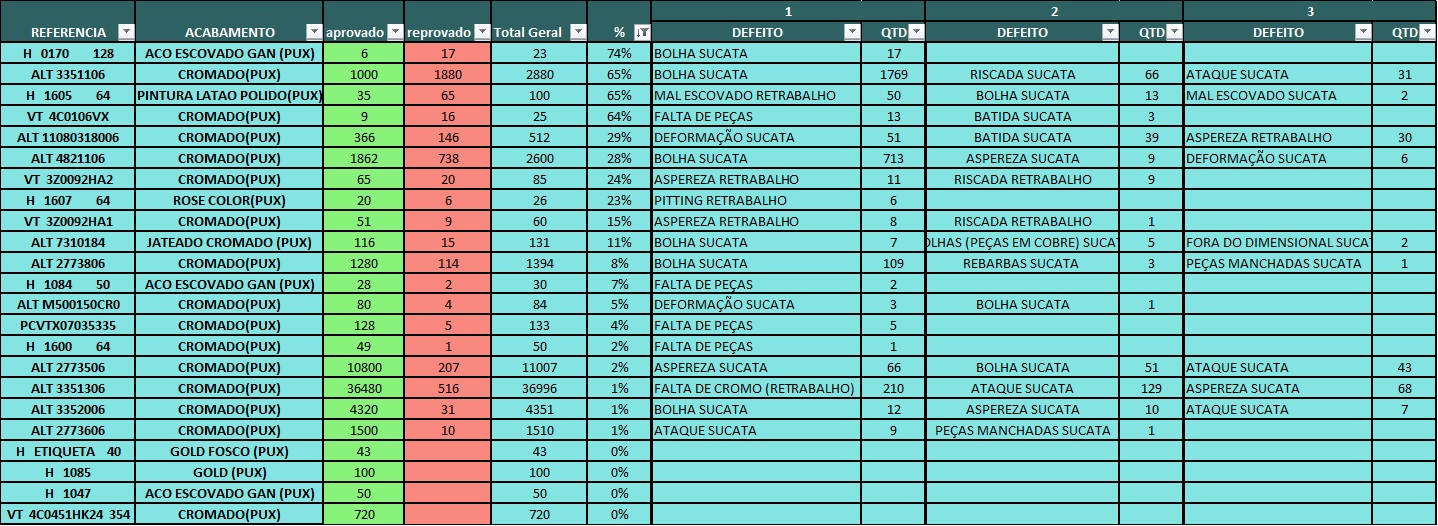 1 2 3
REFERENCIA ACABAMENTO aprovado reprovado Total Geral % DEFEITO QTD DEFEITO QTD DEFEITO QTD
H 0170 128 ACO ESCOVADO GAN (PUX) 6 17 23 74% BOLHA SUCATA 17
ALT 3351106 CROMADO(PUX) 1000 1880 2880 65% BOLHA SUCATA 1769 RISCADA SUCATA 66 ATAQUE SUCATA 31
H 1605 64 PINTURA LATAO POLIDO(PUX) 35 65 100 65% MAL ESCOVADO RETRABALHO 50 BOLHA SUCATA 13 MAL ESCOVADO SUCATA 2
VT 4C0106VX CROMADO(PUX) 9 16 25 64% FALTA DE PEÇAS 13 BATIDA SUCATA 3
ALT 11080318006 CROMADO(PUX) 366 146 512 29% DEFORMAÇÃO SUCATA 51 BATIDA SUCATA 39 ASPEREZA RETRABALHO 30
ALT 4821106 CROMADO(PUX) 1862 738 2600 28% BOLHA SUCATA 713 ASPEREZA SUCATA 9 DEFORMAÇÃO SUCATA 6
VT 3Z0092HA2 CROMADO(PUX) 65 20 85 24% ASPEREZA RETRABALHO 11 RISCADA RETRABALHO 9
H 1607 64 ROSE COLOR(PUX) 20 6 26 23% PITTING RETRABALHO 6
VT 3Z0092HA1 CROMADO(PUX) 51 9 60 15% ASPEREZA RETRABALHO 8 RISCADA RETRABALHO 1
ALT 7310184 JATEADO CROMADO (PUX) 116 15 131 11% BOLHA SUCATA 7 OLHAS (PEÇAS EM COBRE) SUCAT 5 FORA DO DIMENSIONAL SUCAT 2
ALT 2773806 CROMADO(PUX) 1280 114 1394 8% BOLHA SUCATA 109 REBARBAS SUCATA 3 PEÇAS MANCHADAS SUCATA 1
H 1084 50 ACO ESCOVADO GAN (PUX) 28 2 30 7% FALTA DE PEÇAS 2
ALT M500150CR0 CROMADO(PUX) 80 4 84 5% DEFORMAÇÃO SUCATA 3 BOLHA SUCATA 1
PCVTX07035335 CROMADO(PUX) 128 5 133 4% FALTA DE PEÇAS 5
H 1600 64 CROMADO(PUX) 49 1 50 2% FALTA DE PEÇAS 1
ALT 2773506 CROMADO(PUX) 10800 207 11007 2% ASPEREZA SUCATA 66 BOLHA SUCATA 51 ATAQUE SUCATA 43
ALT 3351306 CROMADO(PUX) 36480 516 36996 1% FALTA DE CROMO (RETRABALHO) 210 ATAQUE SUCATA 129 ASPEREZA SUCATA 68
ALT 3352006 CROMADO(PUX) 4320 31 4351 1% BOLHA SUCATA 12 ASPEREZA SUCATA 10 ATAQUE SUCATA 7
ALT 2773606 CROMADO(PUX) 1500 10 1510 1% ATAQUE SUCATA 9 PEÇAS MANCHADAS SUCATA 1
H ETIQUETA 40 GOLD FOSCO (PUX) 43 43 0%
H 1085 GOLD (PUX) 100 100 0%
H 1047 ACO ESCOVADO GAN (PUX) 50 50 0%
VT 4C0451HK24 354 CROMADO(PUX) 720 720 0%